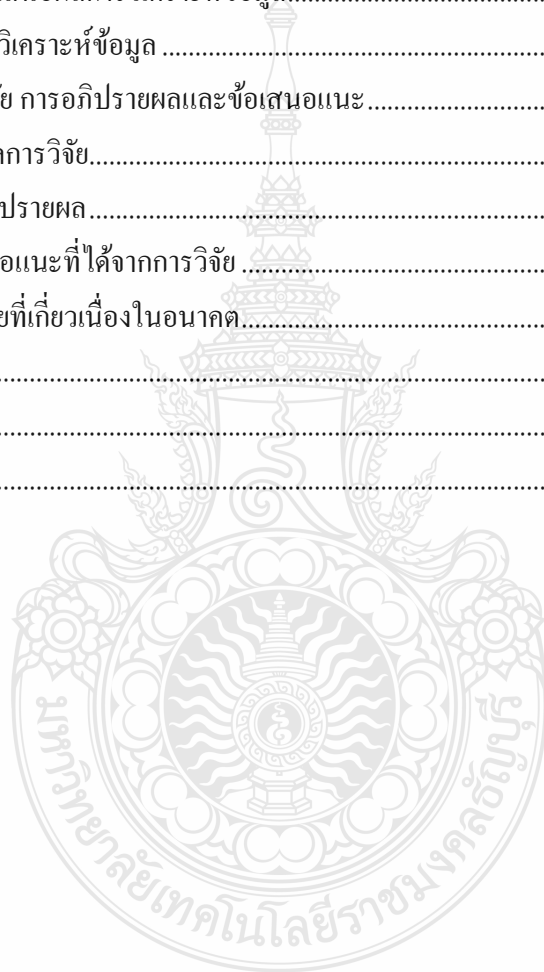 วิเคราะห์ข้อมูล ................
ัย การอภิปรายผลและข้อเสนอแนะ ................
การวิจัย................
ปรายผล ................
อแนะที่ได้จากการวิจัย ................
ยที่เกี่ยวเนื่องในอนาคต................
................
................
................
มหาวิทยาลัยเทคโนโลยีราชมงคลธัญบุรี